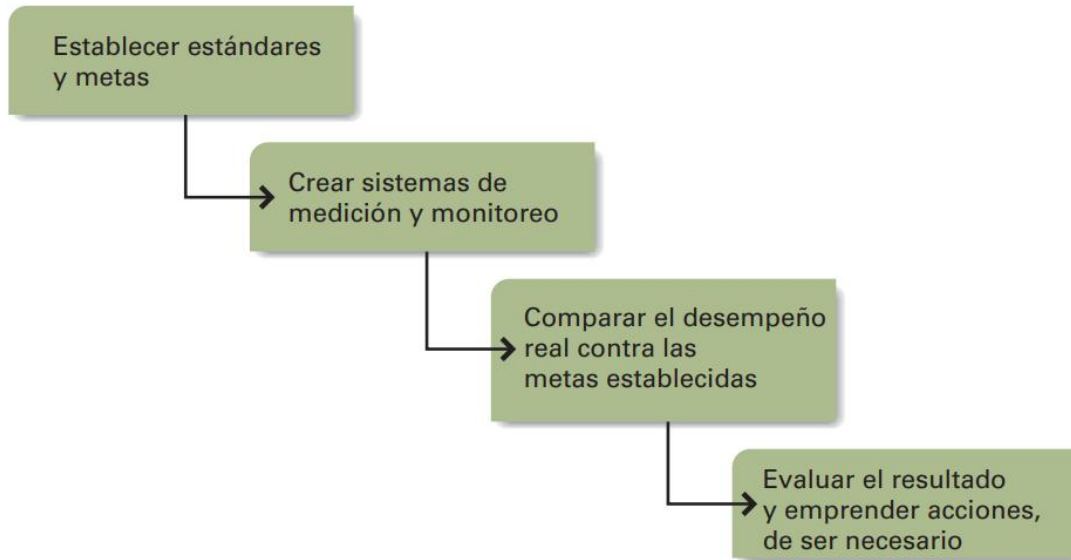 Establecer estándares
y metas
Crear sistemas de
medición y monitoreo
Comparar el desempeño
real contra las
metas establecidas
Evaluar el resultado
y emprender acciones,
de ser necesario